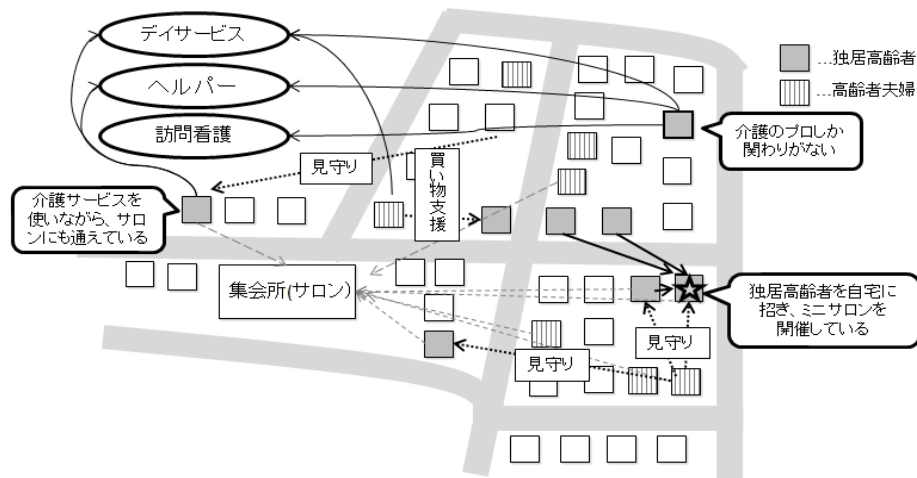 デイサービス
ヘルパー
訪問看護
…独居高齢者
…高齢者夫婦
介護のプロしか
関わりがない
見守り
買い物支援
介護サービスを
使いながら、サロ
ンにも通えている
集会所(サロン)
独居高齢者を自宅に
招き、ミニサロンを
開催している
見守り
見守り